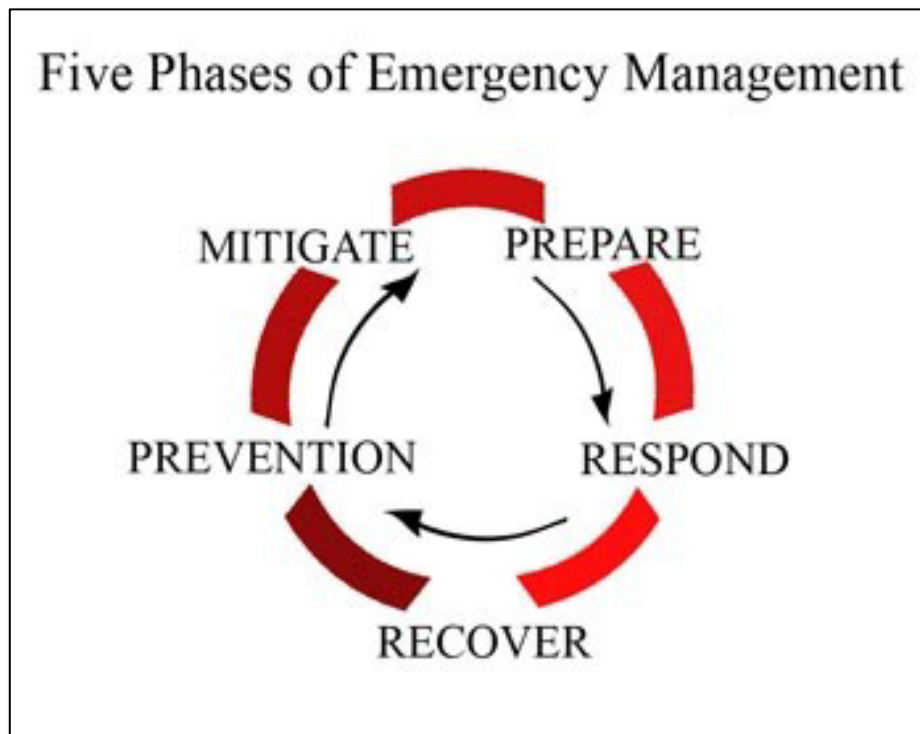 Five Phases of Emergency Management
MITIGATE PREPARE
PREVENTION RESPOND
RECOVER